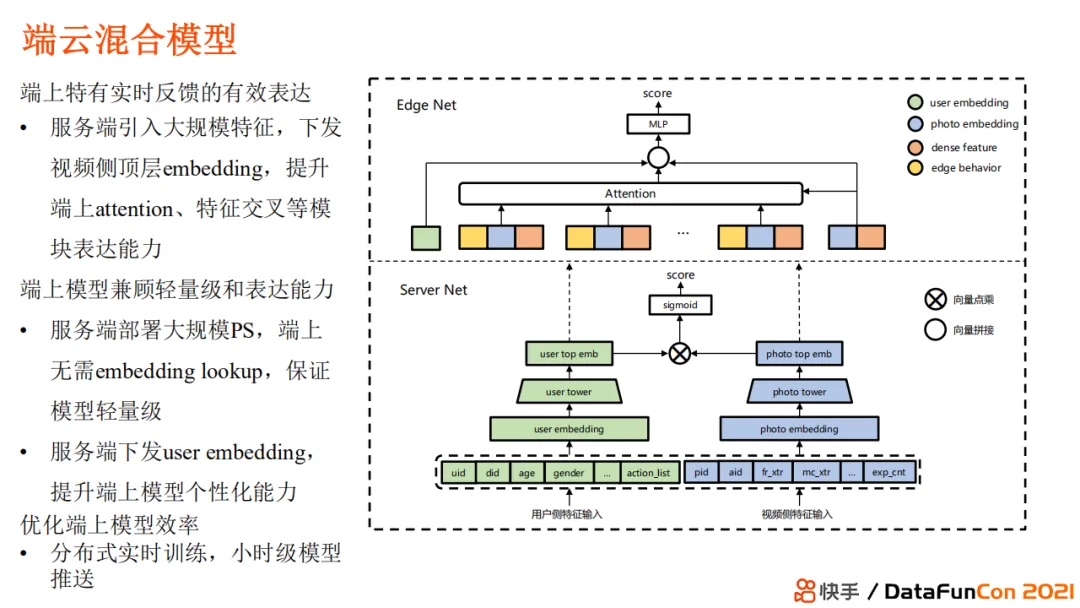 端云混合模型
端上特有实时反馈的有效表达
• 服务端引入大规模特征，下发
视频侧顶层embedding，提升
端上attention、特征交叉等模
块表达能力
端上模型兼顾轻量级和表达能力
• 服务端部署大规模PS，端上
无需embedding lookup，保证
模型轻量级
• 服务端下发user embedding，
提升端上模型个性化能力
优化端上模型效率
• 分布式实时训练，小时级模型
推送
Edge Net
score
MLP
Attention
...
user embedding
photo embedding
dense feature
edge behavior
Server Net
score
sigmoid
向量点乘
向量拼接
user top emb
photo top emb
user tower
photo tower
user embedding
photo embedding
uid did age gender ... action_list
pid aid fr_xtr mc_xtr ... exp_cnt
用户侧特征输入
视频侧特征输入
快手 / DataFunCon 2021